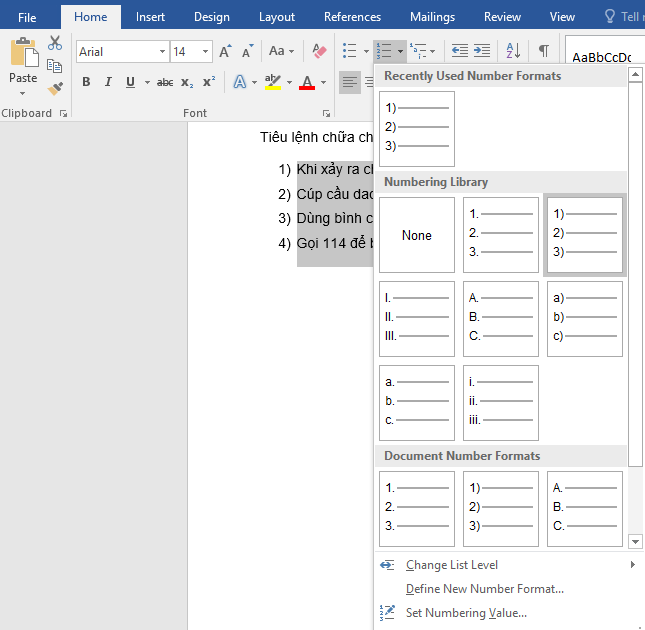 File Home Insert Design Layout References Mailings Review View Tell
Arial 14 A A Aa
Paste B I U abc X₂ X² A ab A ¶ AaBbCcDc
Clipboard Font
Recently Used Number Formats
1)
2)
3)
Numbering Library
None
1.
2.
3.
1)
2)
3)
I.
II.
III.
A.
B.
C.
a)
b)
c)
a.
b.
c.
i.
ii.
iii.
Document Number Formats
1.
2.
3.
1)
2)
3)
A.
B.
C.
Change List Level
Define New Number Format...
Set Numbering Value...
Tiêu lệnh chữa
1) Khi xảy ra
2) Cúp cầu
3) Dùng bình
4) Gọi 114 để